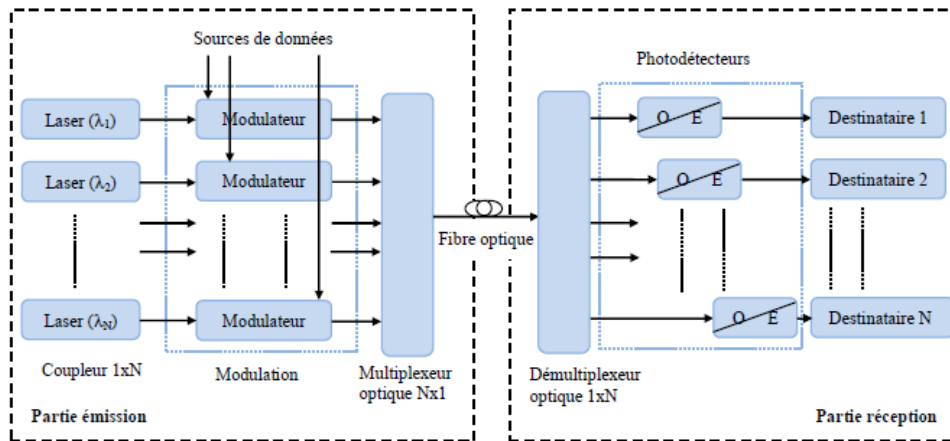 Sources de données
Photodétecteurs
Laser (λ1)
Modulateur
O E
Destinataire 1
Laser (λ2)
Modulateur
O E
Destinataire 2
Fibre optique
Laser (λN)
Modulateur
O E
Destinataire N
Coupleur 1xN
Modulation
Multiplexeur
optique Nx1
Démultiplexeur
optique 1xN
Partie émission
Partie réception